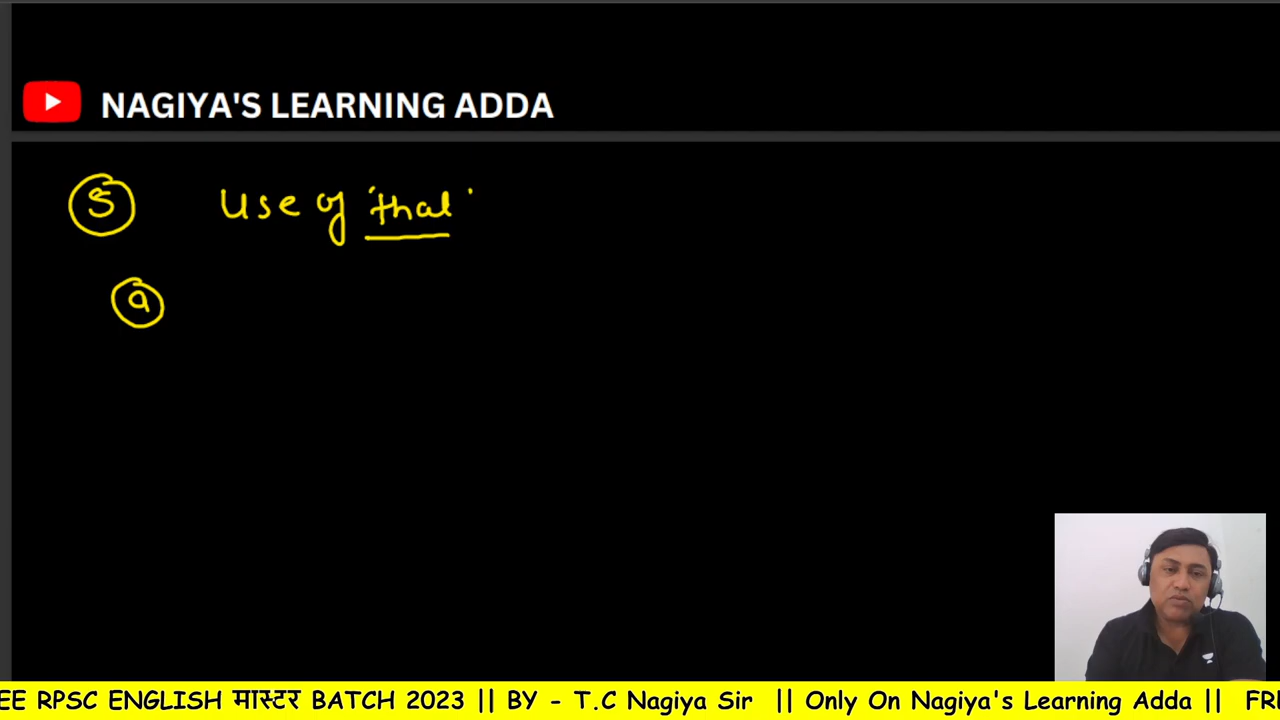 NAGIYA'S LEARNING ADDA
5 Use of 'that'
a
EE RPSC ENGLISH मास्टर BATCH 2023 || BY - T.C Nagiya Sir || Only On Nagiya's Learning Adda || FRE